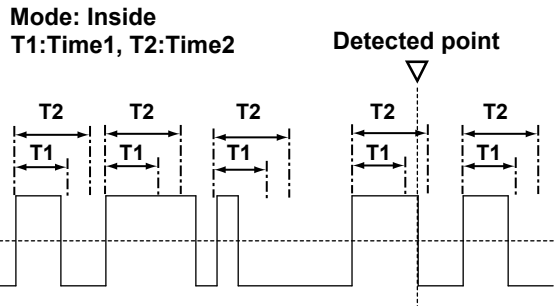 Mode: Inside
T1:Time1, T2:Time2
Detected point
T2 T2 T2 T2 T2
T1 T1 T1 T1 T1